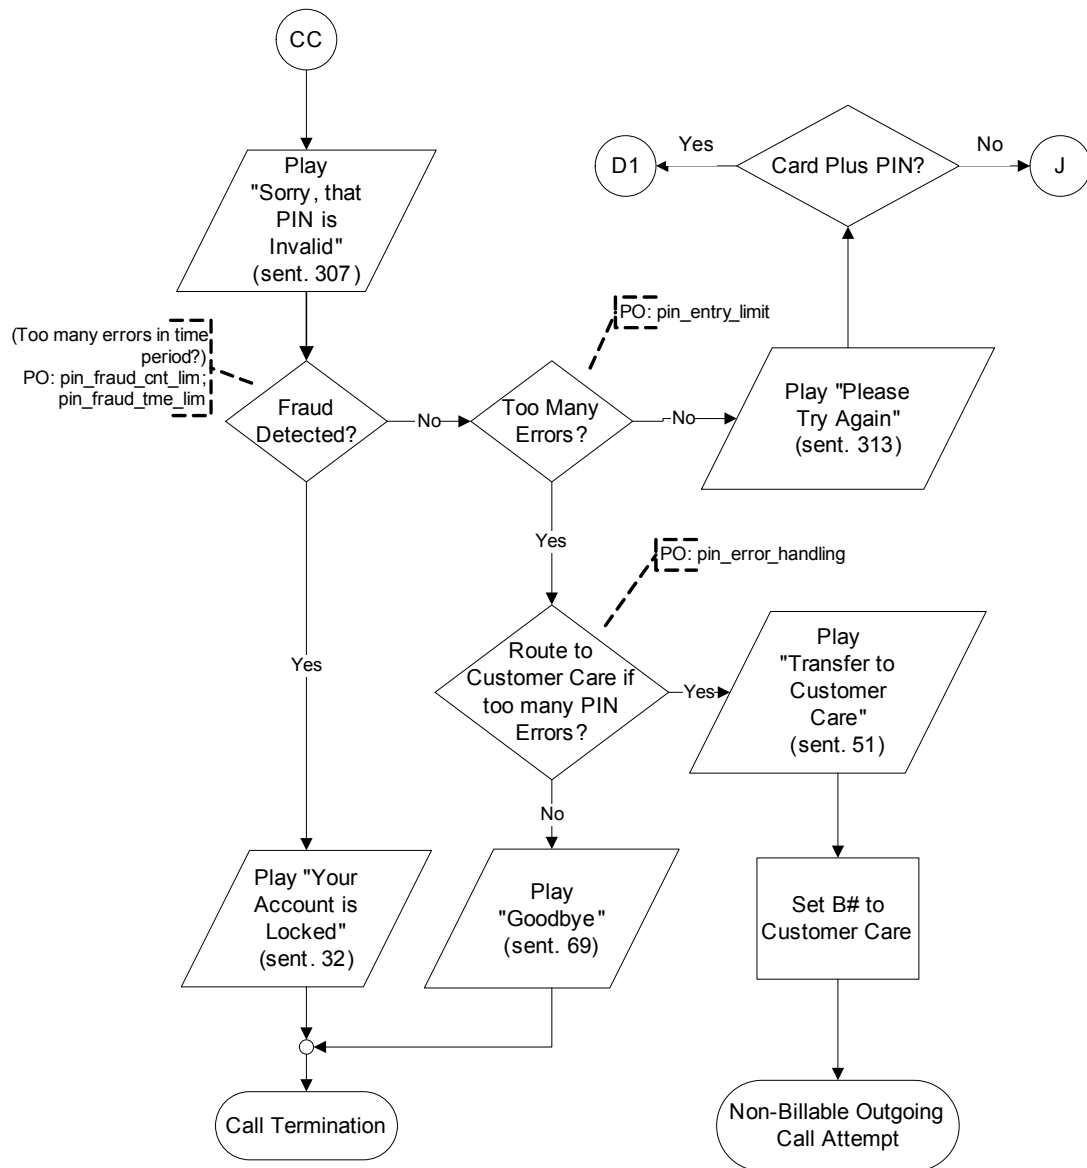 CC
Play
"Sorry, that
PIN is
Invalid"
(sent. 307)
D1
Yes
Card Plus PIN?
No
J
(Too many errors in time
period?)
PO: pin_fraud_cnt_lim;
pin_fraud_tme_lim
Fraud
Detected?
No
PO: pin_entry_limit
Too Many
Errors?
No
Play "Please
Try Again"
(sent. 313)
Yes
PO: pin_error_handling
Yes
Route to
Customer Care if
too many PIN
Errors?
Yes
Play
"Transfer to
Customer
Care"
(sent. 51)
No
Play "Your
Account is
Locked"
(sent. 32)
Play
"Goodbye"
(sent. 69)
Set B# to
Customer Care
Call Termination
Non-Billable Outgoing
Call Attempt